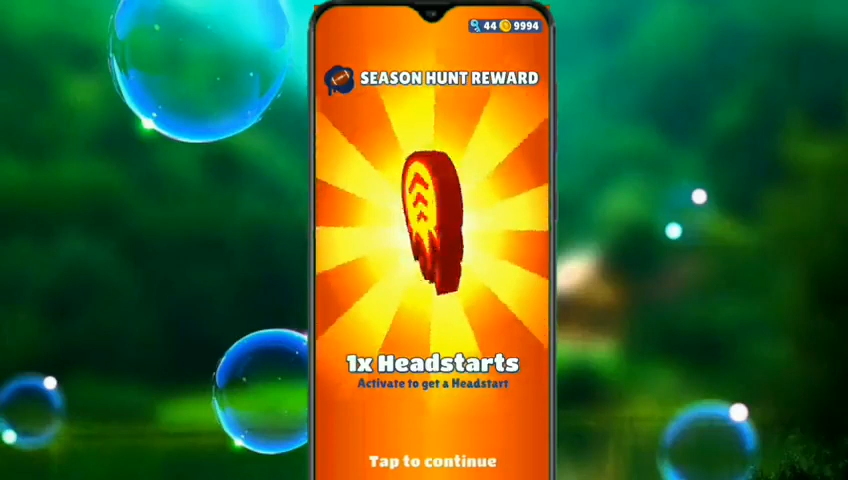 44 9994
SEASON HUNT REWARD
1x Headstarts
Activate to get a Headstart
Tap to continue